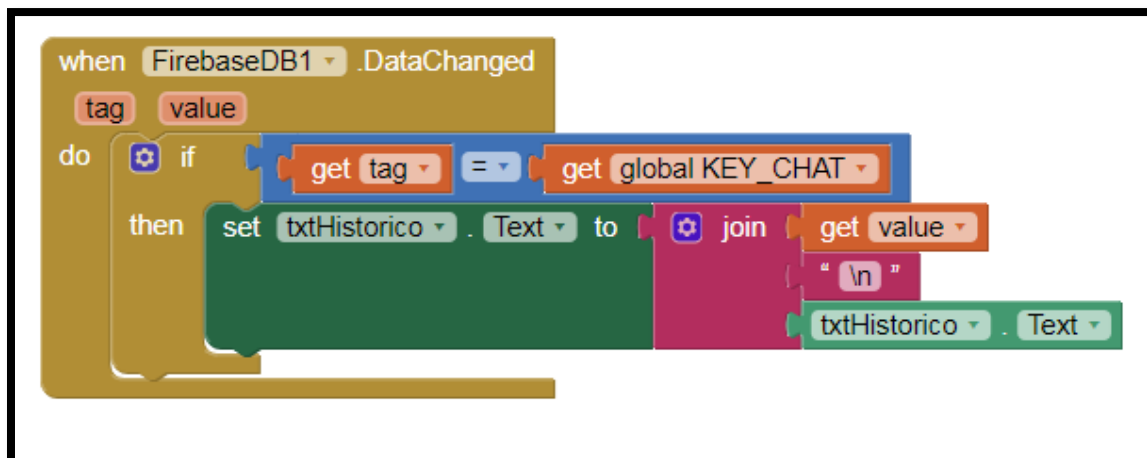 when FirebaseDB1 .DataChanged
tag value
do if get tag = get global KEY_CHAT
then set txtHistorico . Text to join get value
“ \n ”
txtHistorico . Text